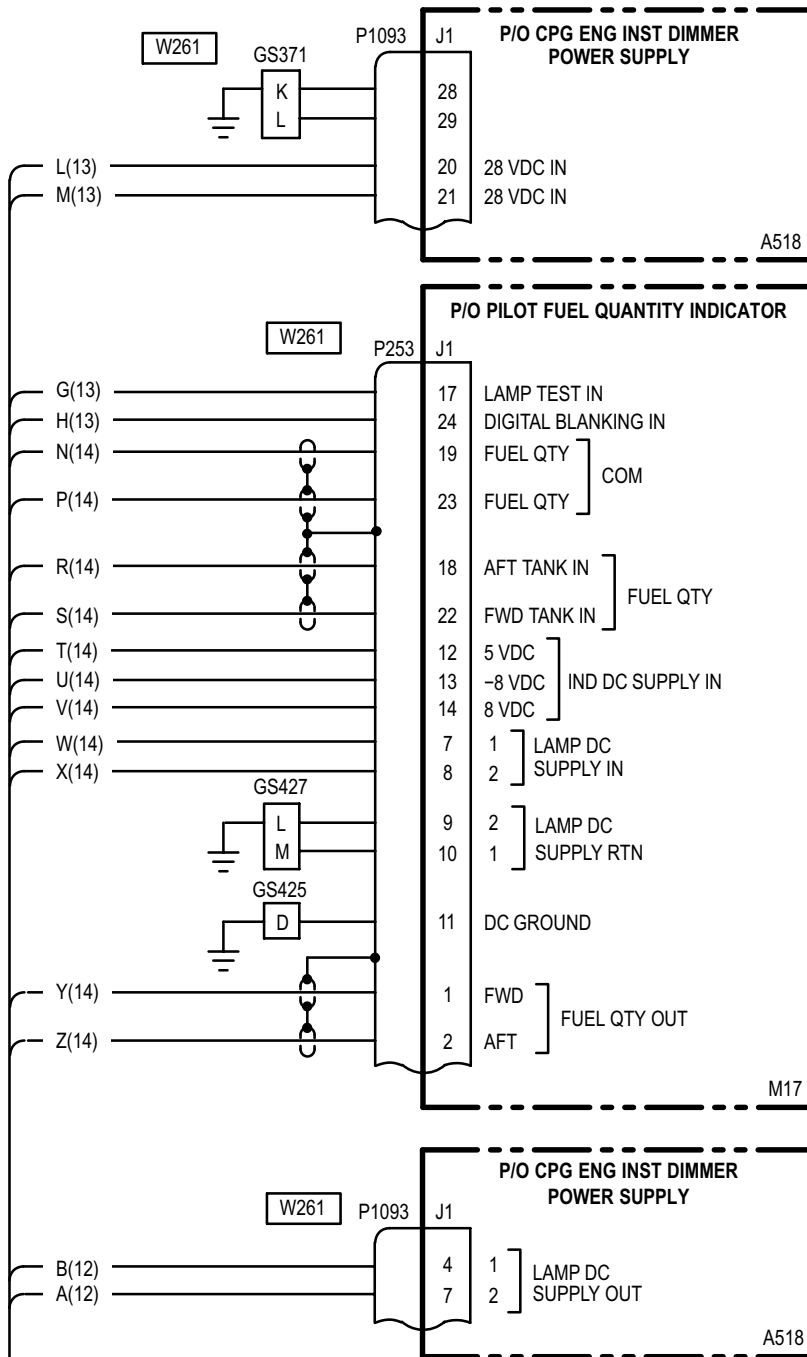 P/O CPG ENG INST DIMMER
POWER SUPPLY
W261
GS371
P1093
J1
K
28
L
29
L(13)
20
28 VDC IN
M(13)
21
28 VDC IN
A518
P/O PILOT FUEL QUANTITY INDICATOR
W261
P253
J1
G(13)
17
LAMP TEST IN
H(13)
24
DIGITAL BLANKING IN
N(14)
19
FUEL QTY
COM
P(14)
23
FUEL QTY
R(14)
18
AFT TANK IN
FUEL QTY
S(14)
22
FWD TANK IN
T(14)
12
5 VDC
U(14)
13
−8 VDC
IND DC SUPPLY IN
V(14)
14
8 VDC
W(14)
7
1
LAMP DC
SUPPLY IN
X(14)
8
2
GS427
L
9
2
LAMP DC
SUPPLY RTN
M
10
1
GS425
D
11
DC GROUND
Y(14)
1
FWD
FUEL QTY OUT
Z(14)
2
AFT
M17
P/O CPG ENG INST DIMMER
POWER SUPPLY
W261
P1093
J1
B(12)
4
1
LAMP DC
SUPPLY OUT
A(12)
7
2
A518